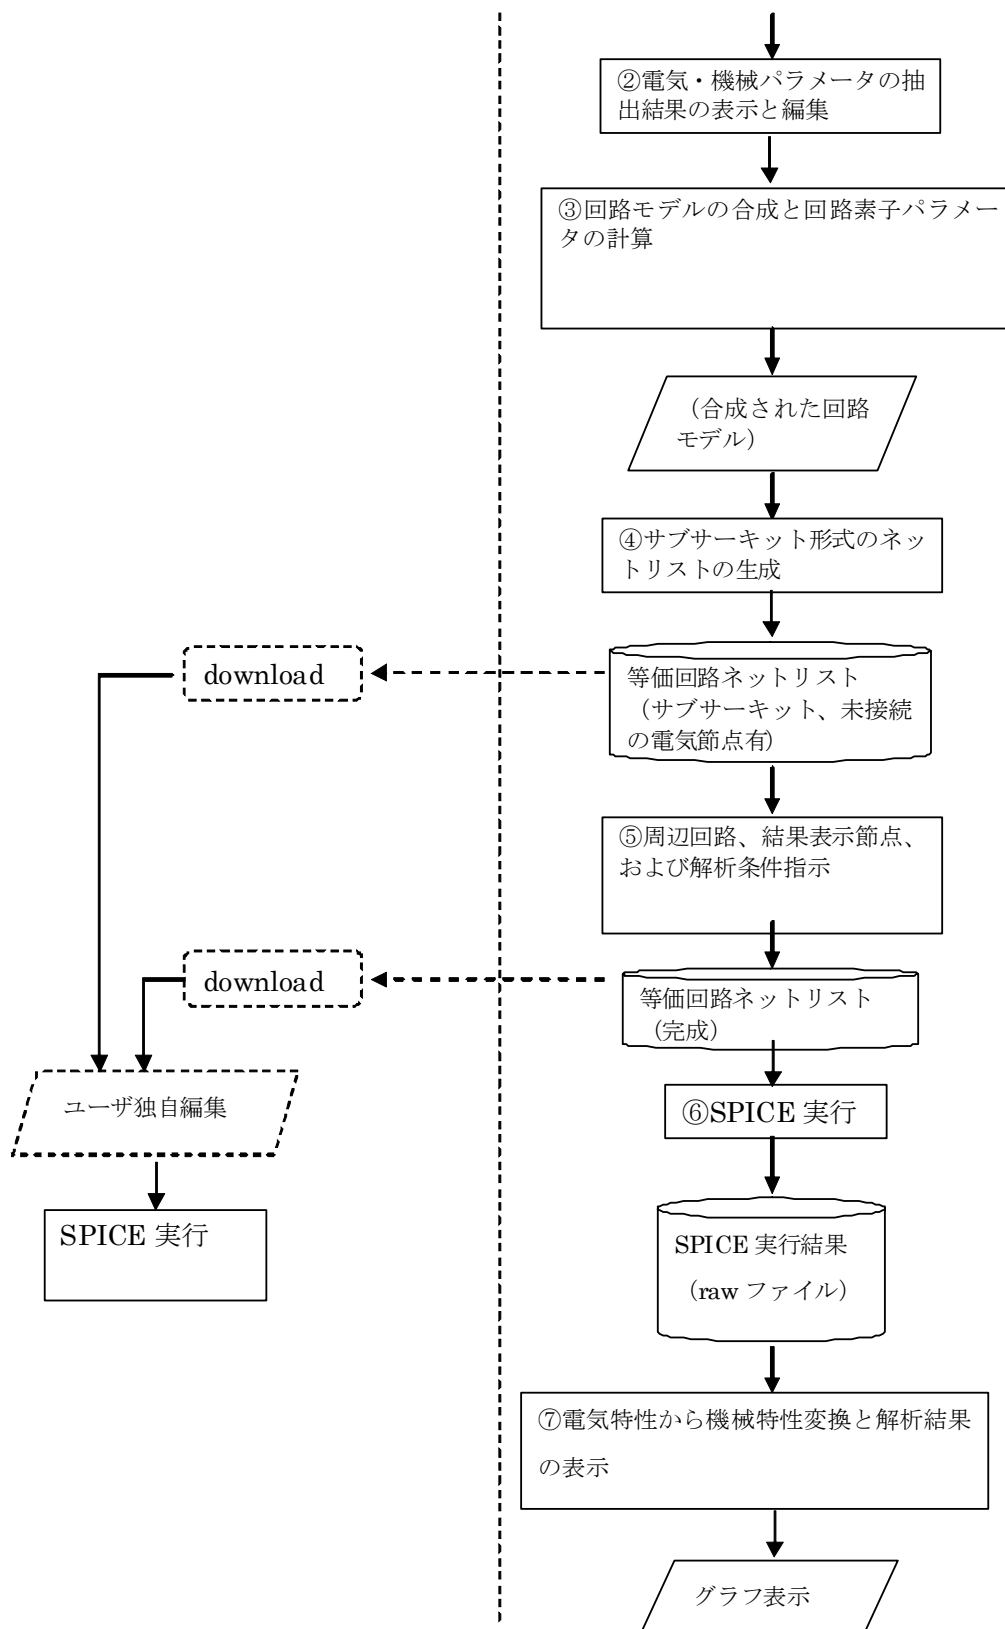 ②電気・機械パラメータの抽
出結果の表示と編集
③回路モデルの合成と回路素子パラメー
タの計算
（合成された回路
モデル）
④サブサーキット形式のネッ
トリストの生成
download
等価回路ネットリスト
（サブサーキット、未接続
の電気節点有）
⑤周辺回路、結果表示節点、
および解析条件指示
download
等価回路ネットリスト
（完成）
ユーザ独自編集
⑥SPICE 実行
SPICE 実行
SPICE 実行結果
（raw ファイル）
⑦電気特性から機械特性変換と解析結果
の表示
グラフ表示